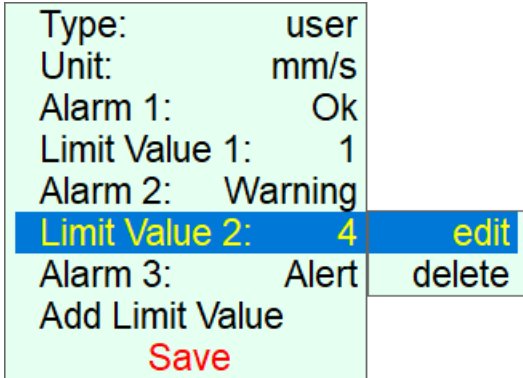 Type: user
Unit: mm/s
Alarm 1: Ok
Limit Value 1: 1
Alarm 2: Warning
Limit Value 2: 4 edit
Alarm 3: Alert delete
Add Limit Value
Save